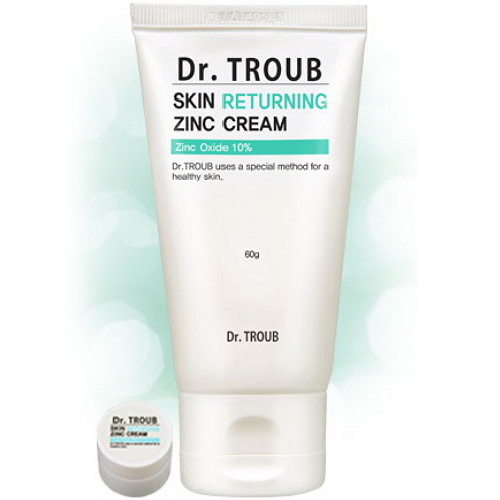 Dr. TROUB
SKIN RETURNING
ZINC CREAM
Zinc Oxide 10%
Dr.TROUB uses a special method for a
healthy skin.
60g
Dr. TROUB
Dr. TROUB
SKIN RETURNING
ZINC CREAM